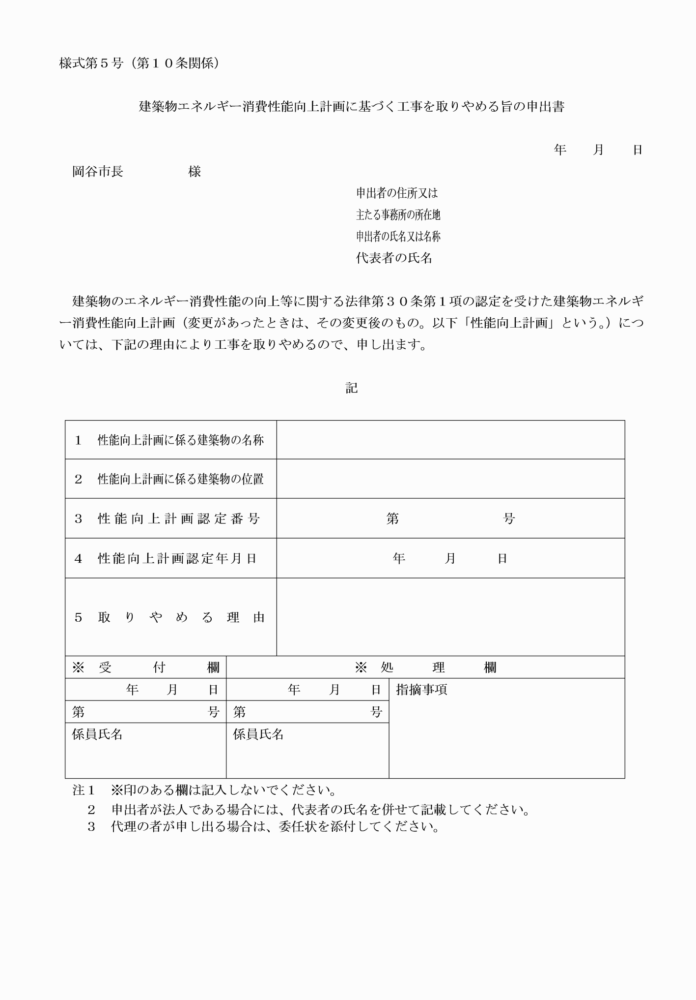 様式第５号（第１０条関係）
建築物エネルギー消費性能向上計画に基づく工事を取りやめる旨の申出書
年　　月　　日
岡谷市長　　　　　様
申出者の住所又は
主たる事務所の所在地
申出者の氏名又は名称
代表者の氏名
建築物のエネルギー消費性能の向上等に関する法律第３０条第１項の認定を受けた建築物エネルギ
ー消費性能向上計画（変更があったときは、その変更後のもの。以下「性能向上計画」という。）につ
いては、下記の理由により工事を取りやめるので、申し出ます。
記
１　性能向上計画に係る建築物の名称
２　性能向上計画に係る建築物の位置
３　性能向上計画認定番号　　第　　　　　号
４　性能向上計画認定年月日　　年　　月　　日
５　取りやめる理由
※　受　付　欄　　※　処　理　欄
年　　月　　日　　年　　月　　日　　指摘事項
第　　　　　号　　第　　　　　号
係員氏名　　係員氏名
注１　※印のある欄は記入しないでください。
２　申出者が法人である場合には、代表者の氏名を併せて記載してください。
３　代理の者が申し出る場合は、委任状を添付してください。